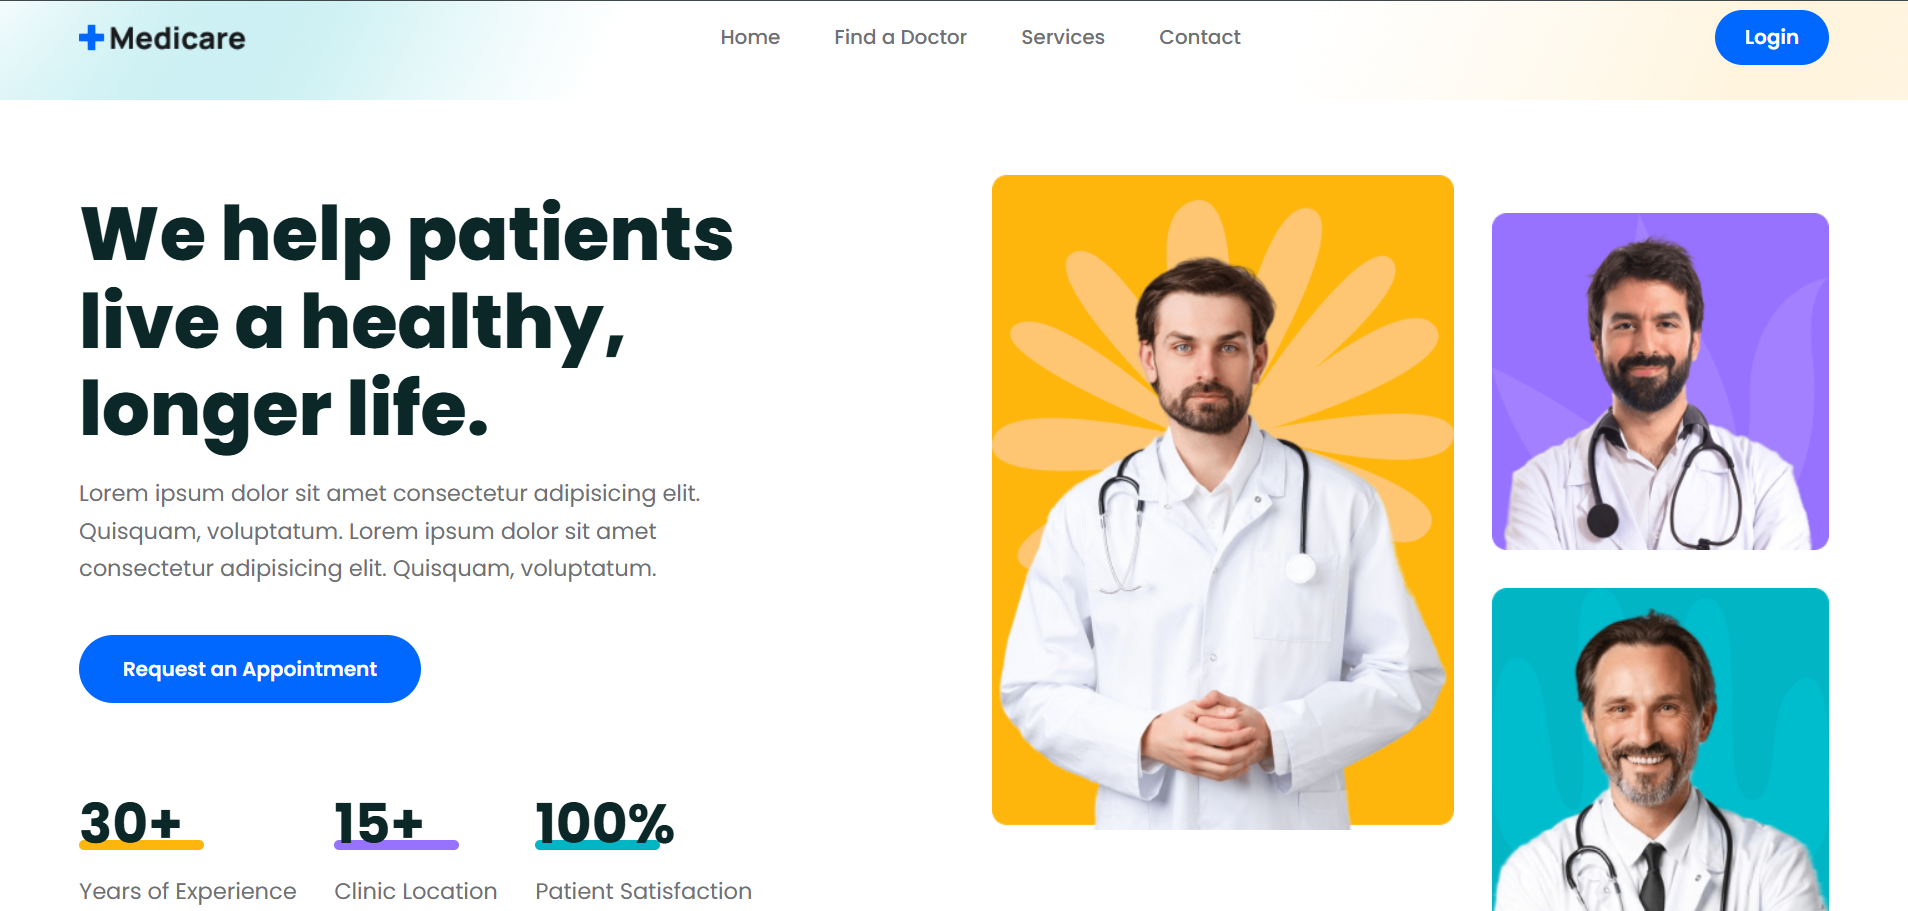 Medicare
Home
Find a Doctor
Services
Contact
Login
We help patients
live a healthy,
longer life.
Lorem ipsum dolor sit amet consectetur adipisicing elit.
Quisquam, voluptatum. Lorem ipsum dolor sit amet
consectetur adipisicing elit. Quisquam, voluptatum.
Request an Appointment
30+
Years of Experience
15+
Clinic Location
100%
Patient Satisfaction